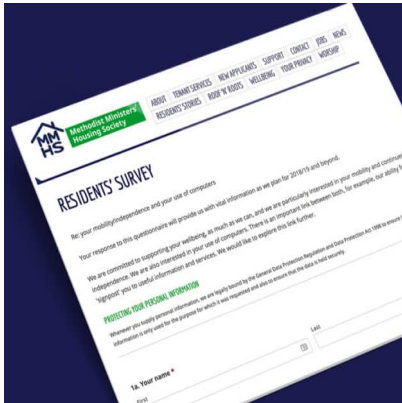 MM
HS
Methodist Ministers'
Housing Society
ABOUT TENANT SERVICES NEW APPLICANTS SUPPORT CONTACT JOBS NEWS
RESIDENTS' STORIES ROOF 'N' ROOTS WELLBEING YOUR PRIVACY WORSHIP
RESIDENTS' SURVEY
Re: your mobility/independence and your use of computers
Your response to this questionnaire will provide us with vital information as we plan for 2018/19 and beyond.
We are committed to supporting your wellbeing, as much as we can, and we are particularly interested in your mobility and continued
independence. We are also interested in your use of computers. There is an important link between both, for example, our ability
'signpost' you to useful information and services. We would like to explore this link further.
PROTECTING YOUR PERSONAL INFORMATION
Whenever you supply personal information, we are legally bound by the General Data Protection Regulation and Data Protection Act 1998 to ensure
information is only used for the purpose for which it was requested and also to ensure that the data is held securely.
1a. Your name *
First
Last